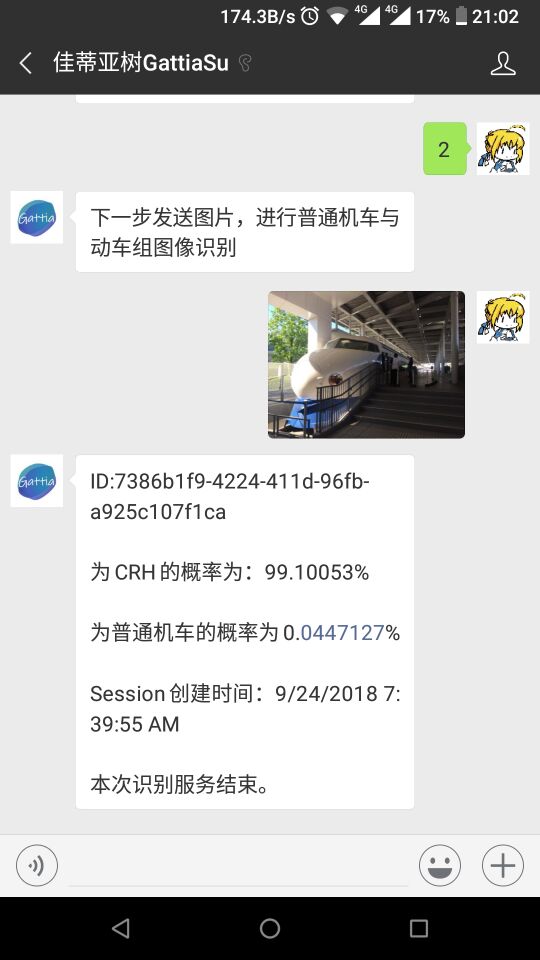 174.3B/s 4G 4G 17% 21:02
佳蒂亚树GattiaSu
2
Gattia
下一步发送图片，进行普通机车与
动车组图像识别
Gattia
ID:7386b1f9-4224-411d-96fb-
a925c107f1ca
为 CRH 的概率为：99.10053%
为普通机车的概率为 0.0447127%
Session 创建时间：9/24/2018 7:
39:55 AM
本次识别服务结束。